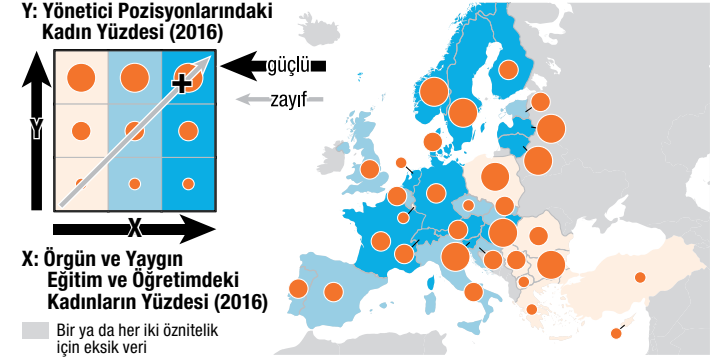 Y: Yönetici Pozisyonlarındaki
Kadın Yüzdesi (2016)
güçlü
zayıf
Y
X
X: Örgün ve Yaygın
Eğitim ve Öğretimdeki
Kadınların Yüzdesi (2016)
Bir ya da her iki öznitelik
için eksik veri